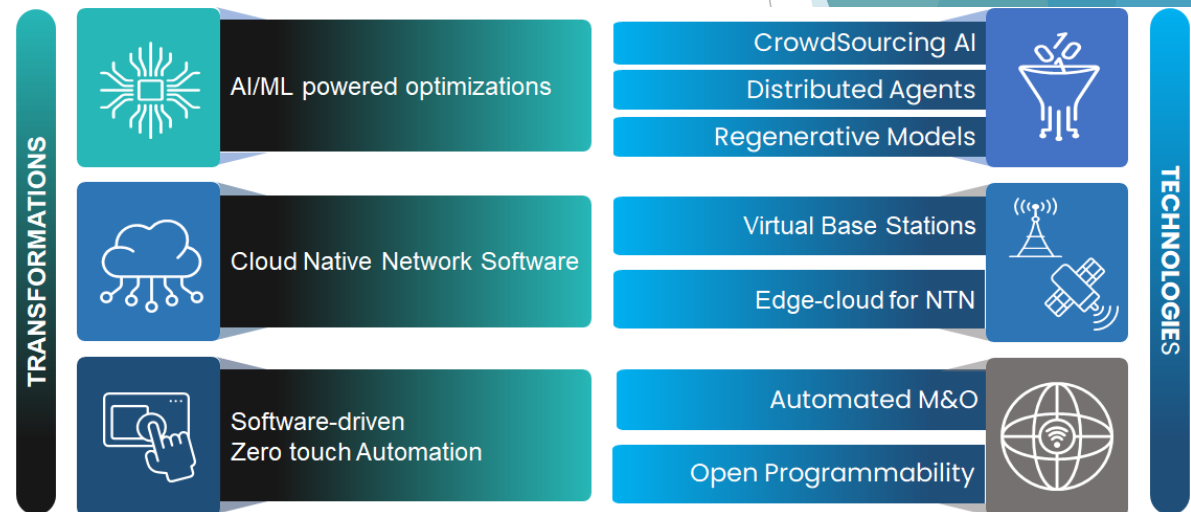 TRANSFORMATIONS
AI/ML powered optimizations
CrowdSourcing AI
Distributed Agents
Regenerative Models
Cloud Native Network Software
Virtual Base Stations
Edge-cloud for NTN
Software-driven
Zero touch Automation
Automated M&O
Open Programmability
TECHNOLOGIES
010